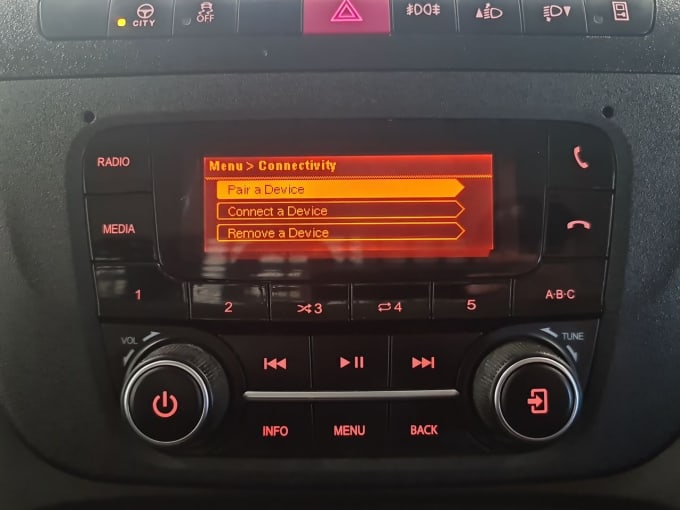 CITY
OFF
RADIO
MEDIA
Menu > Connectivity
Pair a Device
Connect a Device
Remove a Device
1
2
3
4
5
A·B·C
VOL
TUNE
INFO
MENU
BACK